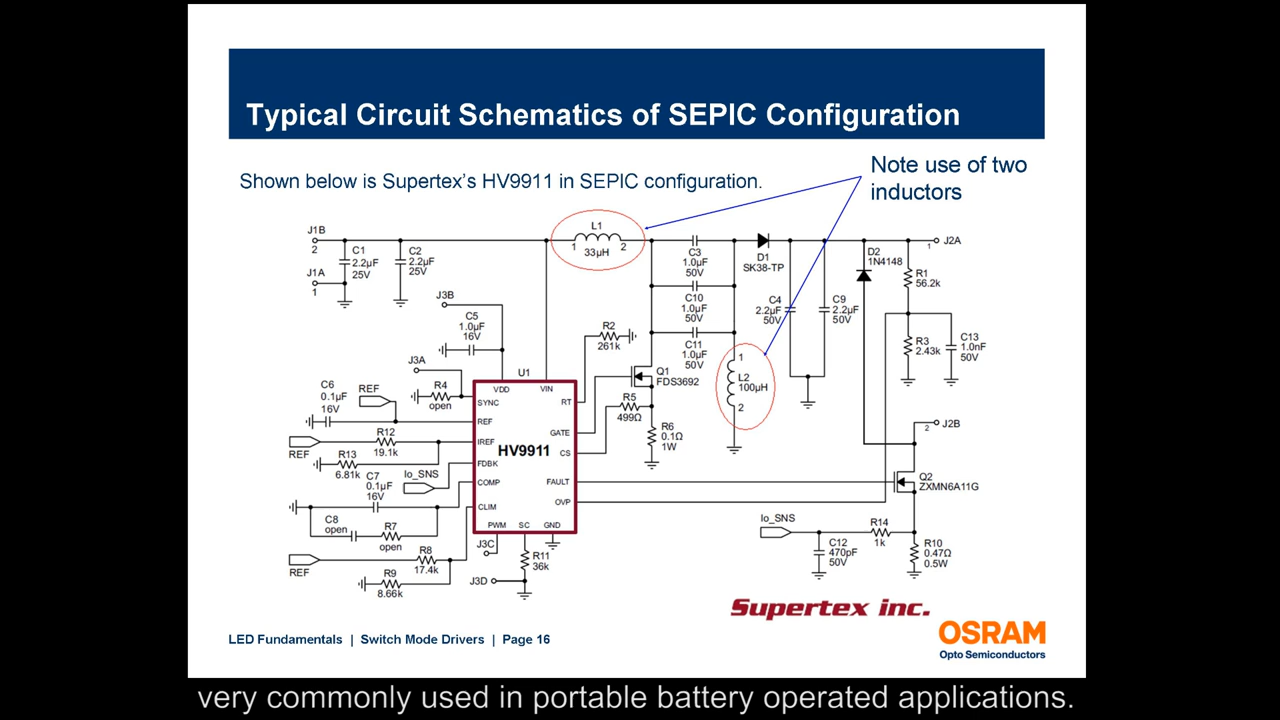 Typical Circuit Schematics of SEPIC Configuration
Note use of two
inductors
Shown below is Supertex's HV9911 in SEPIC configuration.
J1B
2
C1
2.2µF
25V
C2
2.2µF
25V
J1A
1
L1
1 2
33µH
C3
1.0µF
50V
D1
SK38-TP
D2
1N4148
1
J2A
R1
56.2k
J3B
C5
1.0µF
16V
C10
1.0µF
50V
C4
2.2µF
50V
C9
2.2µF
50V
R2
261k
C11
1.0µF
50V
R3
2.43k
C13
1.0nF
50V
J3A
R4
open
U1
Q1
FDS3692
1
L2
100µH
2
C6
0.1µF
16V
REF
R5
499Ω
R6
0.1Ω
1W
2
J2B
REF
R12
19.1k
R13
6.81k
Io_SNS
C7
0.1µF
16V
VDD
VIN
SYNC
RT
REF
GATE
IREF
HV9911
CS
FDBK
COMP
FAULT
CLIM
OVP
PWM
SC
GND
Q2
ZXMN6A11G
C8
open
R7
open
REF
R8
17.4k
R9
8.66k
J3C
R11
36k
J3D
Io_SNS
R14
1k
C12
470pF
50V
R10
0.47Ω
0.5W
Supertex inc.
LED Fundamentals | Switch Mode Drivers | Page 16
OSRAM
Opto Semiconductors
very commonly used in portable battery operated applications.